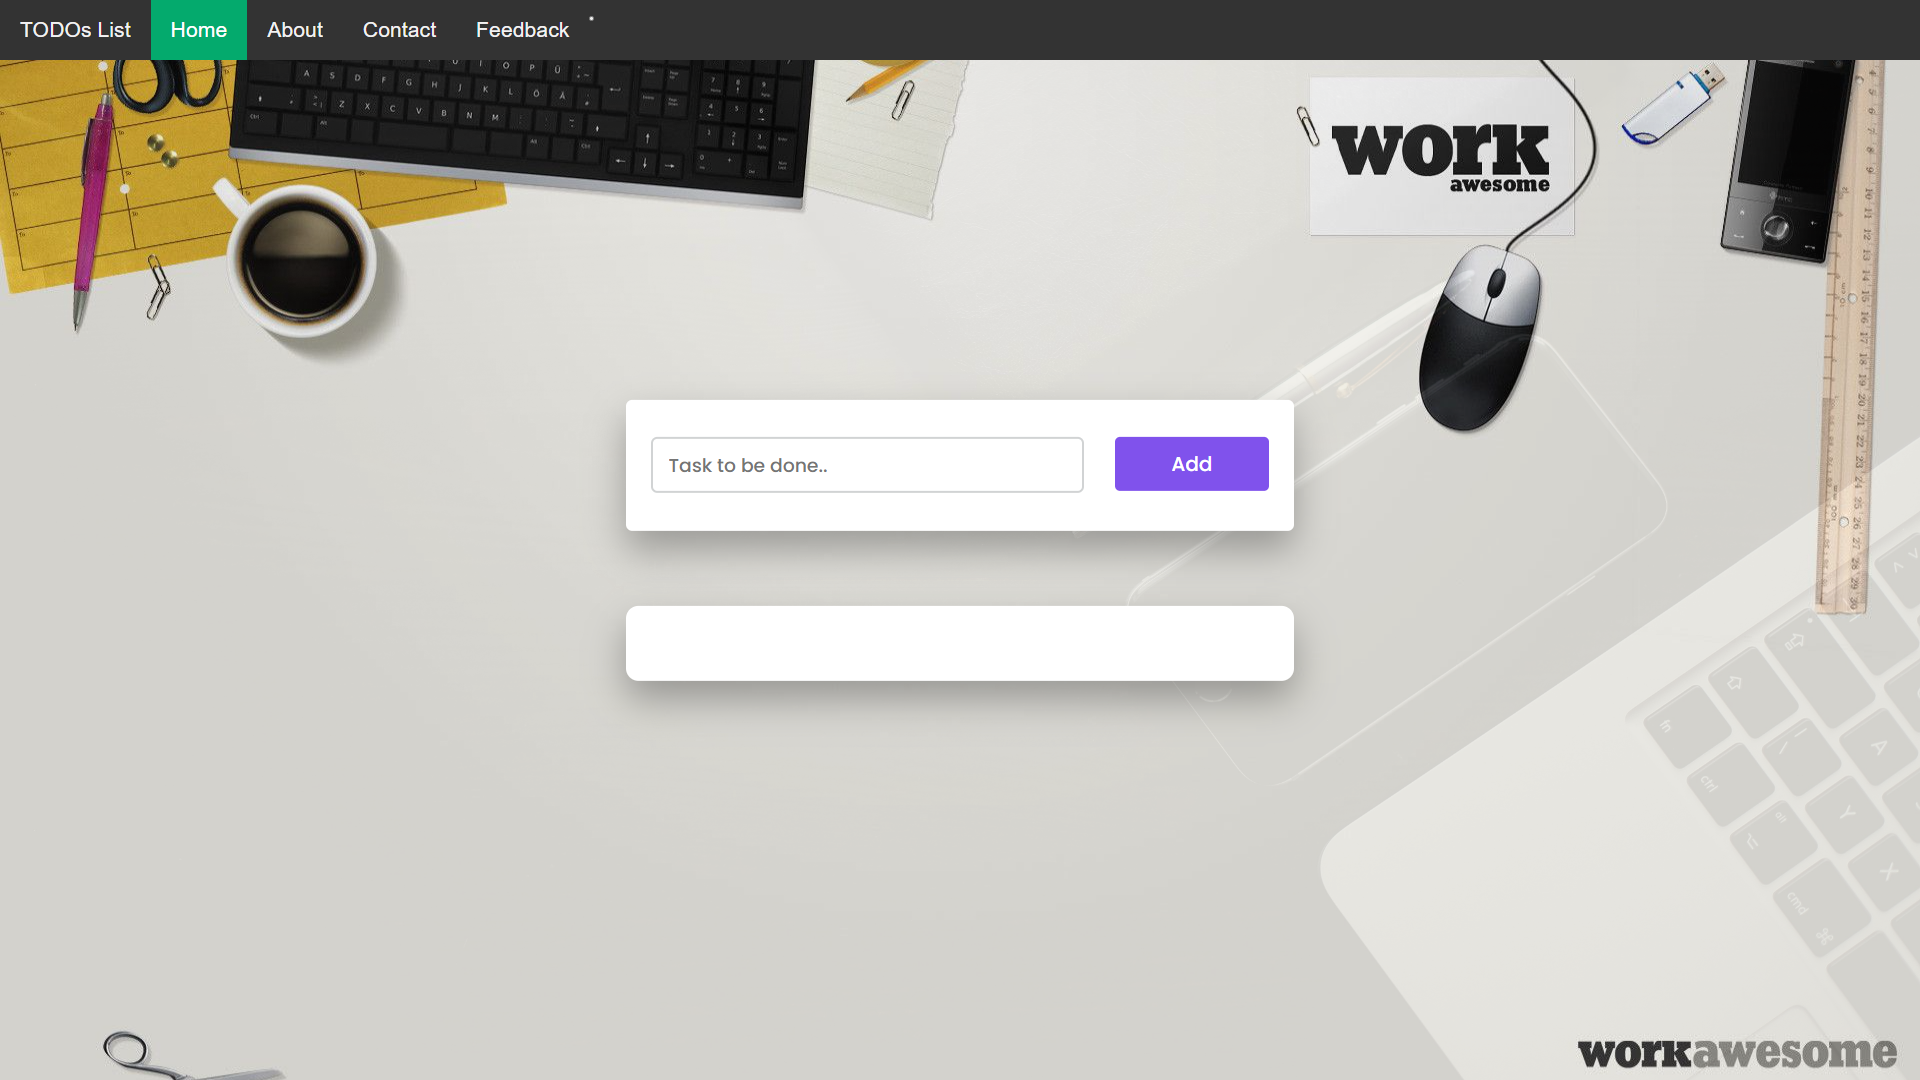 TODOs List Home About Contact Feedback
work
awesome
Task to be done..
Add
workawesome